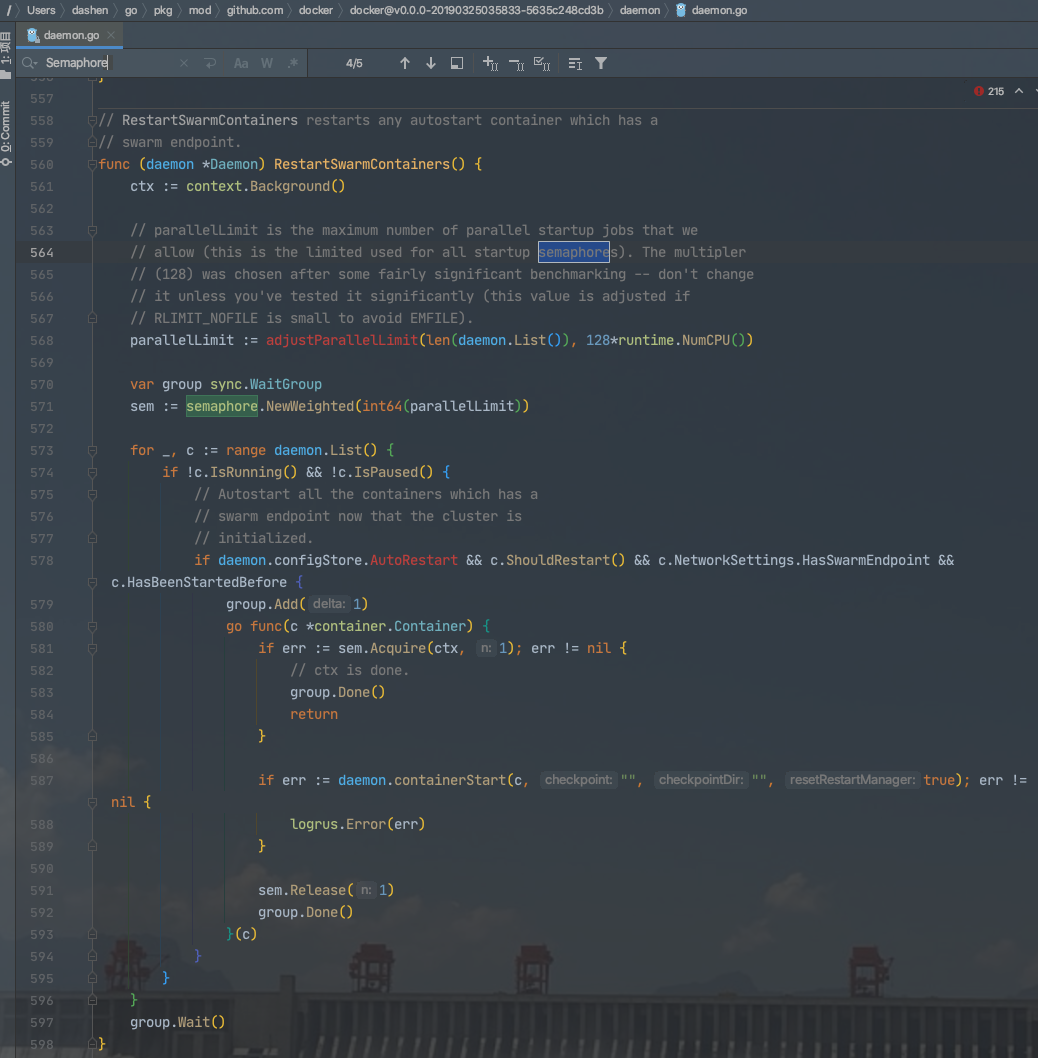 / Users dashen go pkg mod github.com docker docker@v0.0.0-20190325035833-5635c248cd3b daemon daemon.go
daemon.go
Semaphore Aa W .* 4/5
1: 项目
0: Commit
215
556 }
557
558 // RestartSwarmContainers restarts any autostart container which has a
559 // swarm endpoint.
560 func (daemon *Daemon) RestartSwarmContainers() {
561 ctx := context.Background()
562
563 // parallelLimit is the maximum number of parallel startup jobs that we
564 // allow (this is the limited used for all startup semaphores). The multipler
565 // (128) was chosen after some fairly significant benchmarking -- don't change
566 // it unless you've tested it significantly (this value is adjusted if
567 // RLIMIT_NOFILE is small to avoid EMFILE).
568 parallelLimit := adjustParallelLimit(len(daemon.List()), 128*runtime.NumCPU())
569
570 var group sync.WaitGroup
571 sem := semaphore.NewWeighted(int64(parallelLimit))
572
573 for _, c := range daemon.List() {
574 if !c.IsRunning() && !c.IsPaused() {
575 // Autostart all the containers which has a
576 // swarm endpoint now that the cluster is
577 // initialized.
578 if daemon.configStore.AutoRestart && c.ShouldRestart() && c.NetworkSettings.HasSwarmEndpoint &&
c.HasBeenStartedBefore {
579 group.Add( delta: 1)
580 go func(c *container.Container) {
581 if err := sem.Acquire(ctx, n: 1); err != nil {
582 // ctx is done.
583 group.Done()
584 return
585 }
586
587 if err := daemon.containerStart(c, checkpoint: "", checkpointDir: "", resetRestartManager: true); err !=
nil {
588 logrus.Error(err)
589 }
590
591 sem.Release( n: 1)
592 group.Done()
593 }(c)
594 }
595 }
596 }
597 group.Wait()
598 }